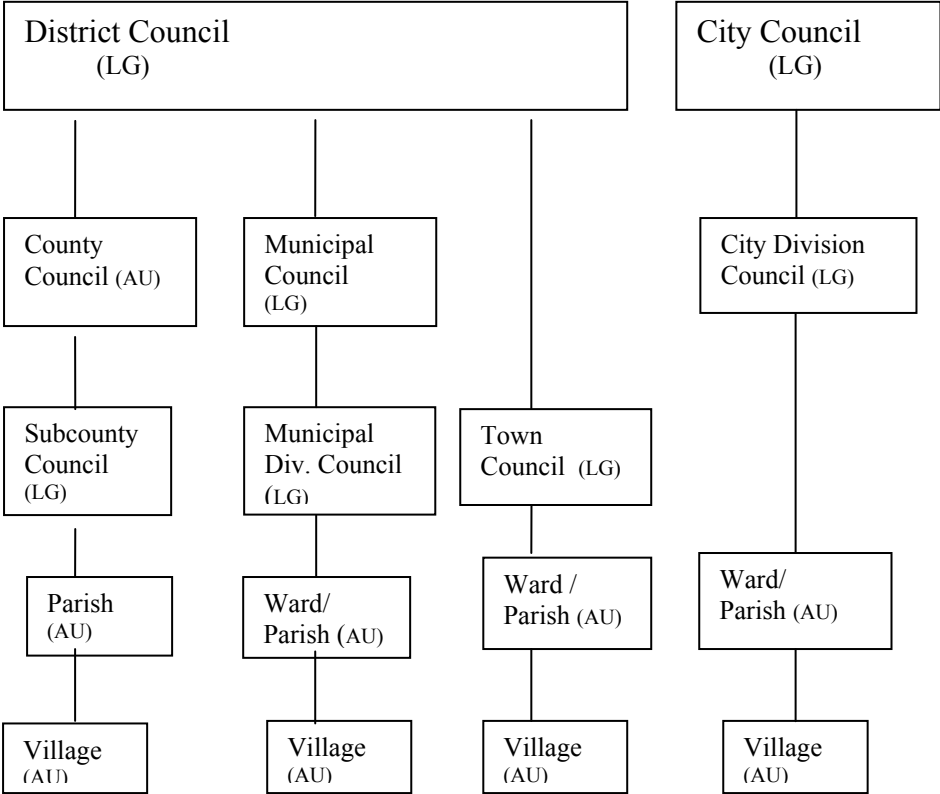 District Council
(LG)
City Council
(LG)
County
Council (AU)
Municipal
Council
(LG)
City Division
Council (LG)
Subcounty
Council
(LG)
Municipal
Div. Council
(LG)
Town
Council (LG)
Parish
(AU)
Ward/
Parish (AU)
Ward /
Parish (AU)
Ward/
Parish (AU)
Village
(AU)
Village
(AU)
Village
(AU)
Village
(AU)